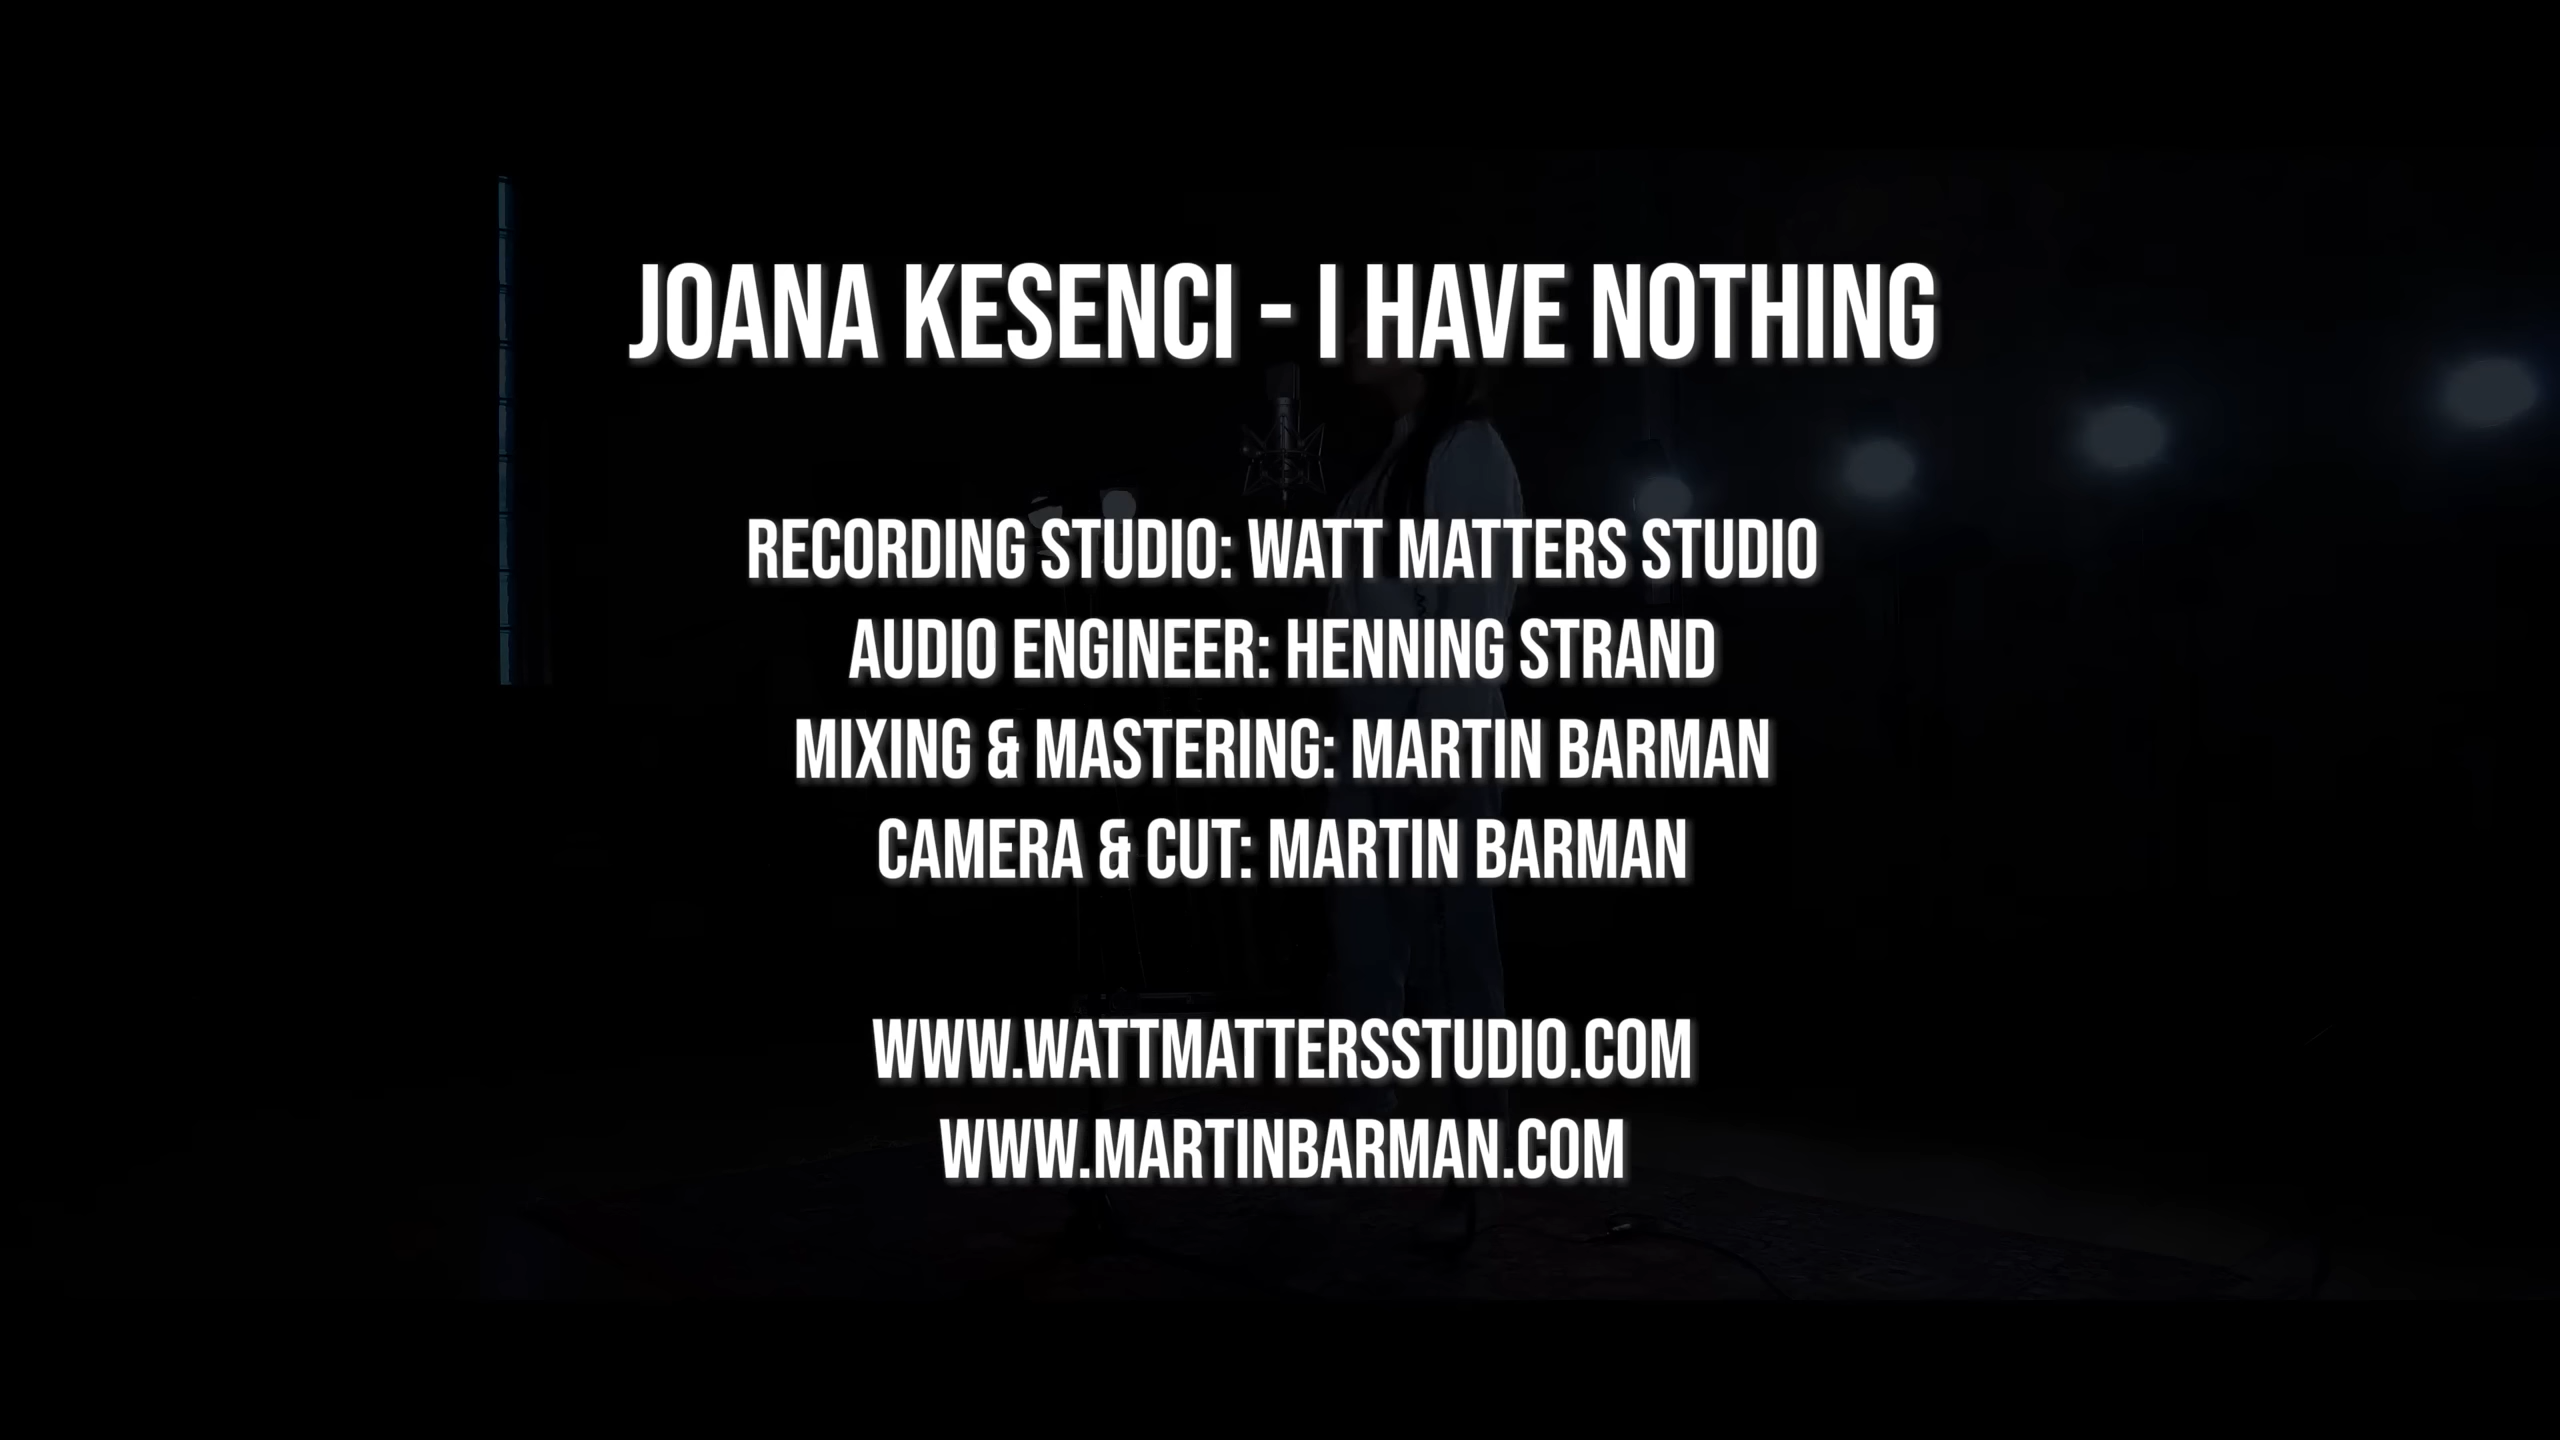 JOANA KESENCI - I HAVE NOTHING
RECORDING STUDIO: WATT MATTERS STUDIO
AUDIO ENGINEER: HENNING STRAND
MIXING & MASTERING: MARTIN BARMAN
CAMERA & CUT: MARTIN BARMAN
WWW.WATTMATTERSSTUDIO.COM
WWW.MARTINBARMAN.COM